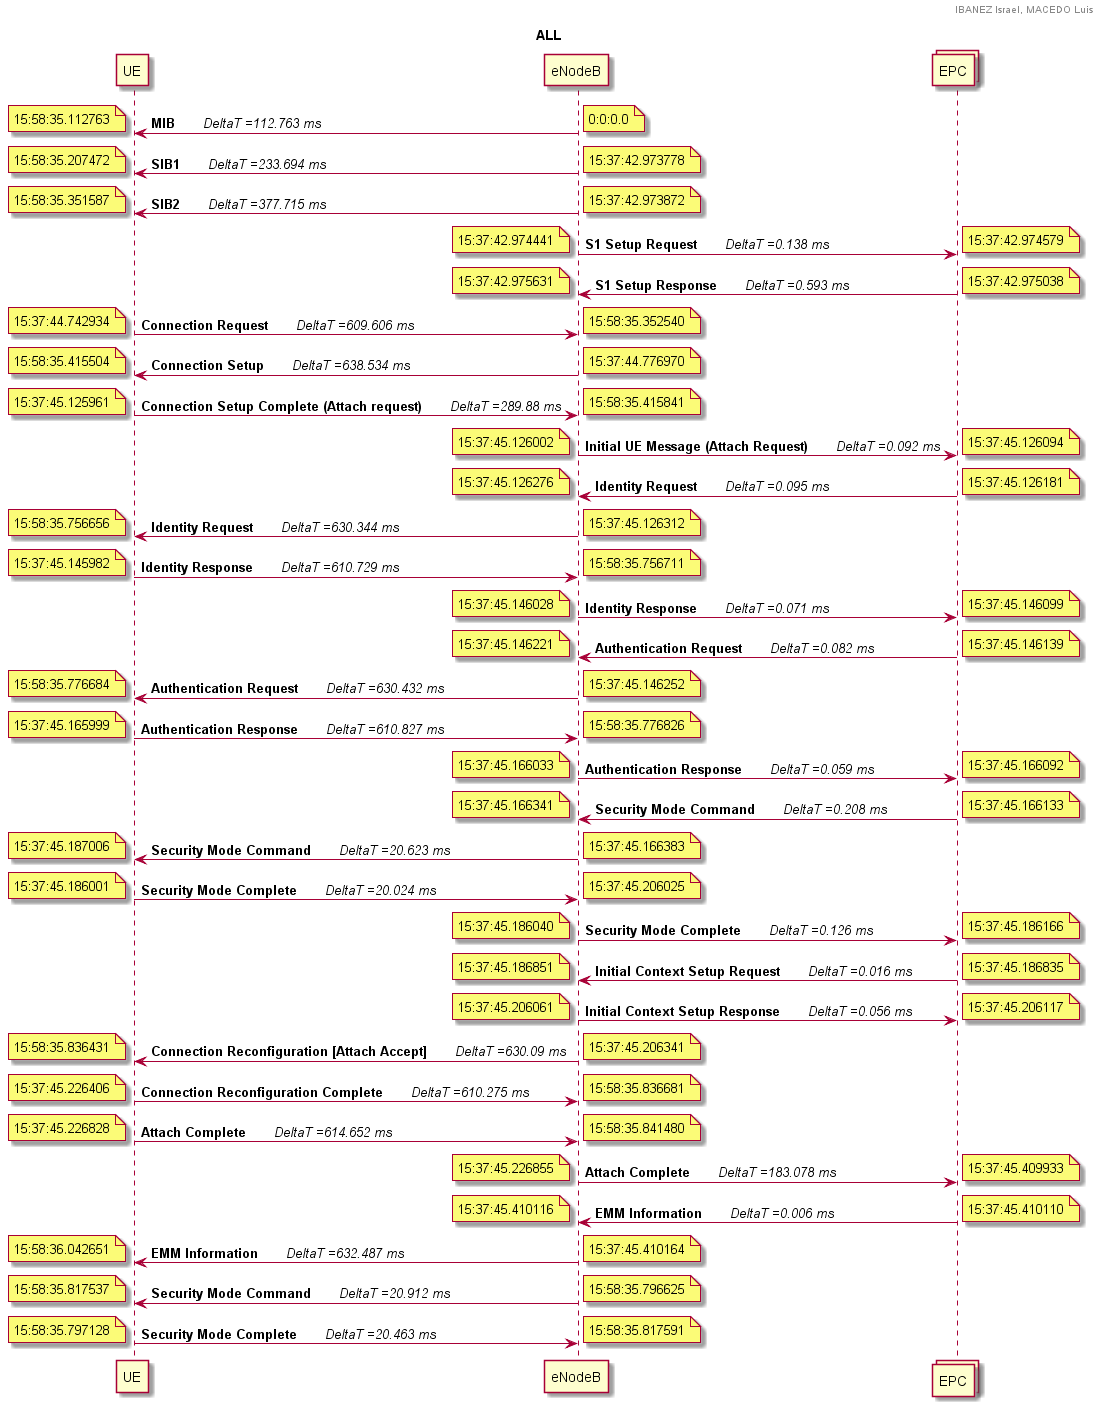 IBANEZ Israel, MACEDO Luis
ALL
UE eNodeB EPC
15:58:35.112763 MIB DeltaT =112.763 ms 0:0:0.0
15:58:35.207472 SIB1 DeltaT =233.694 ms 15:37:42.973778
15:58:35.351587 SIB2 DeltaT =377.715 ms 15:37:42.973872
15:37:42.974441 S1 Setup Request DeltaT =0.138 ms 15:37:42.974579
15:37:42.975631 S1 Setup Response DeltaT =0.593 ms 15:37:42.975038
15:37:44.742934 Connection Request DeltaT =609.606 ms 15:58:35.352540
15:58:35.415504 Connection Setup DeltaT =638.534 ms 15:37:44.776970
15:37:45.125961 Connection Setup Complete (Attach request) DeltaT =289.88 ms 15:58:35.415841
15:37:45.126002 Initial UE Message (Attach Request) DeltaT =0.092 ms 15:37:45.126094
15:37:45.126276 Identity Request DeltaT =0.095 ms 15:37:45.126181
15:58:35.756656 Identity Request DeltaT =630.344 ms 15:37:45.126312
15:37:45.145982 Identity Response DeltaT =610.729 ms 15:58:35.756711
15:37:45.146028 Identity Response DeltaT =0.071 ms 15:37:45.146099
15:37:45.146221 Authentication Request DeltaT =0.082 ms 15:37:45.146139
15:58:35.776684 Authentication Request DeltaT =630.432 ms 15:37:45.146252
15:37:45.165999 Authentication Response DeltaT =610.827 ms 15:58:35.776826
15:37:45.166033 Authentication Response DeltaT =0.059 ms 15:37:45.166092
15:37:45.166341 Security Mode Command DeltaT =0.208 ms 15:37:45.166133
15:37:45.187006 Security Mode Command DeltaT =20.623 ms 15:37:45.166383
15:37:45.186001 Security Mode Complete DeltaT =20.024 ms 15:37:45.206025
15:37:45.186040 Security Mode Complete DeltaT =0.126 ms 15:37:45.186166
15:37:45.186851 Initial Context Setup Request DeltaT =0.016 ms 15:37:45.186835
15:37:45.206061 Initial Context Setup Response DeltaT =0.056 ms 15:37:45.206117
15:58:35.836431 Connection Reconfiguration [Attach Accept] DeltaT =630.09 ms 15:37:45.206341
15:37:45.226406 Connection Reconfiguration Complete DeltaT =610.275 ms 15:58:35.836681
15:37:45.226828 Attach Complete DeltaT =614.652 ms 15:58:35.841480
15:37:45.226855 Attach Complete DeltaT =183.078 ms 15:37:45.409933
15:37:45.410116 EMM Information DeltaT =0.006 ms 15:37:45.410110
15:58:36.042651 EMM Information DeltaT =632.487 ms 15:37:45.410164
15:58:35.817537 Security Mode Command DeltaT =20.912 ms 15:58:35.796625
15:58:35.797128 Security Mode Complete DeltaT =20.463 ms 15:58:35.817591
UE eNodeB EPC